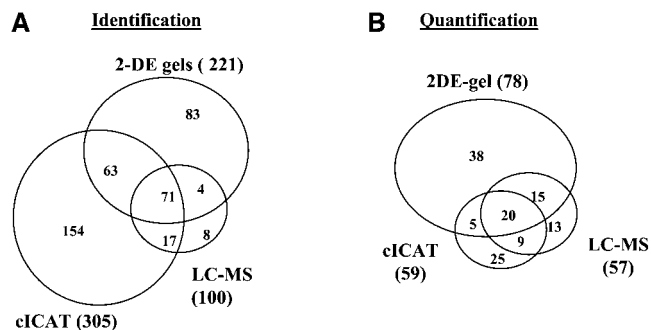 A
Identification
2-DE gels ( 221)
83
63
71
4
154
17
8
LC-MS
(100)
cICAT (305)
B
Quantification
2DE-gel (78)
38
15
5
20
13
9
25
cICAT
(59)
LC-MS
(57)